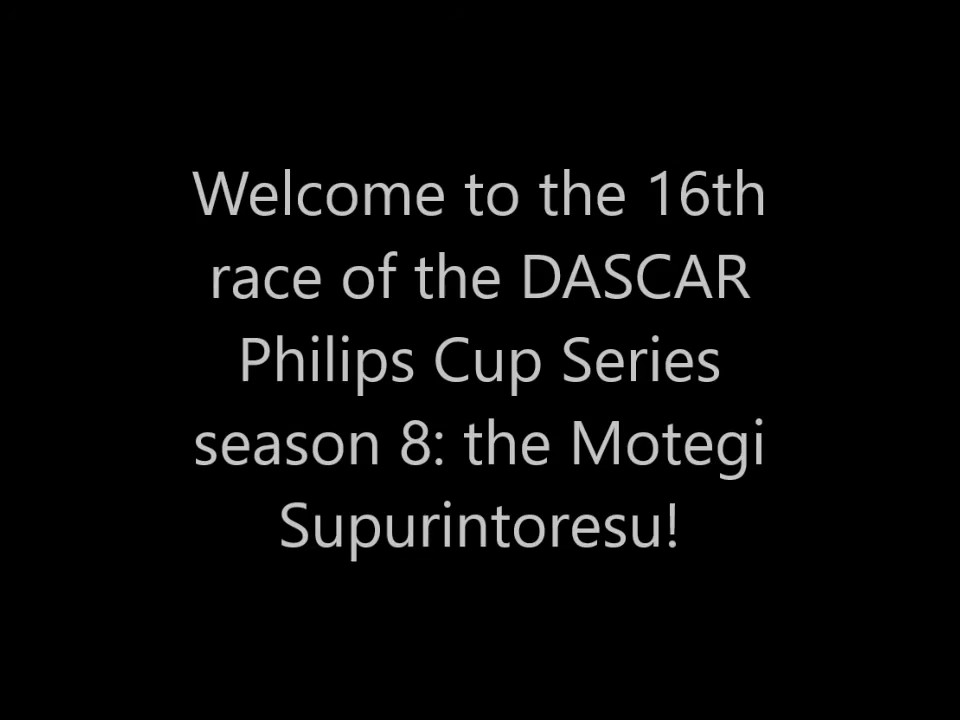 Welcome to the 16th
race of the DASCAR
Philips Cup Series
season 8: the Motegi
Supurintoresu!